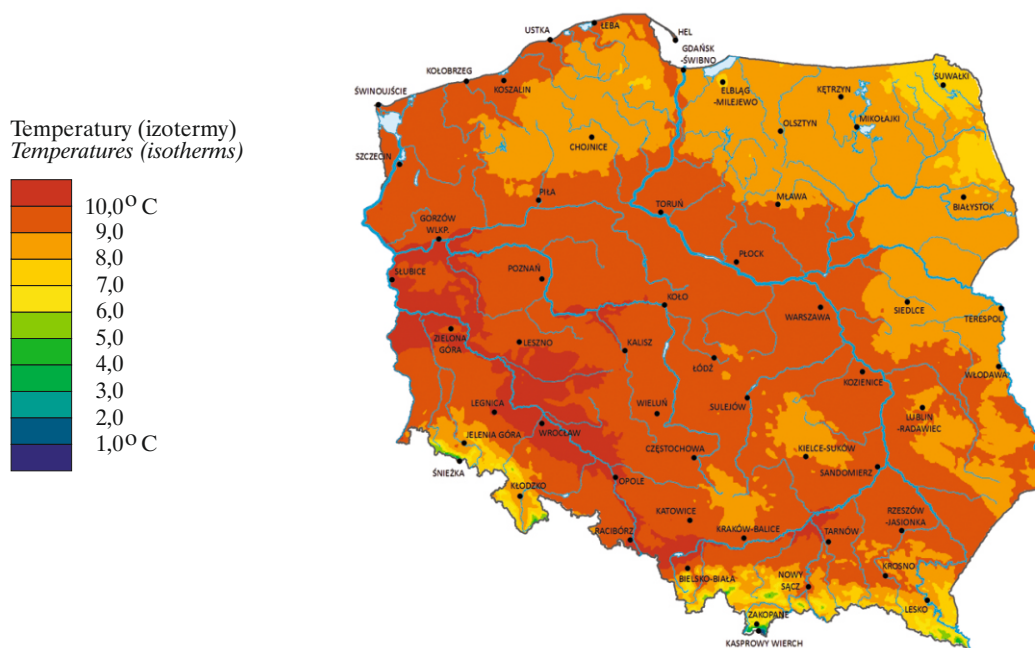 Temperatury (izotermy)
Temperatures (isotherms)
10,0° C
9,0
8,0
7,0
6,0
5,0
4,0
3,0
2,0
1,0° C
ŁEBA
USTKA
HEL
GDAŃSK
-ŚWIBNO
KOŁOBRZEG
KOSZALIN
ŚWINOUJŚCIE
ELBLĄG
-MILEJEWO
KĘTRZYN
SUWAŁKI
OLSZTYN
MIKOŁAJKI
CHOJNICE
SZCZECIN
PIŁA
TORUŃ
MŁAWA
BIAŁYSTOK
GORZÓW
WLKP.
SŁUBICE
POZNAŃ
PŁOCK
KOŁO
WARSZAWA
SIEDLCE
TERESPOL
ZIELONA
GÓRA
LESZNO
KALISZ
ŁÓDŹ
KOZIENICE
WŁODAWA
LEGNICA
WROCŁAW
WIELUŃ
SULEJÓW
LUBLIN
-RADAWIEC
JELENIA GÓRA
ŚNIEŻKA
KŁODZKO
OPOLE
CZĘSTOCHOWA
KIELCE-SUKÓW
SANDOMIERZ
KATOWICE
RACIBÓRZ
KRAKÓW-BALICE
TARNÓW
RZESZÓW
-JASIONKA
BIELSKO-BIAŁA
NOWY
SĄCZ
KROSNO
LESKO
ZAKOPANE
KASPROWY WIERCH